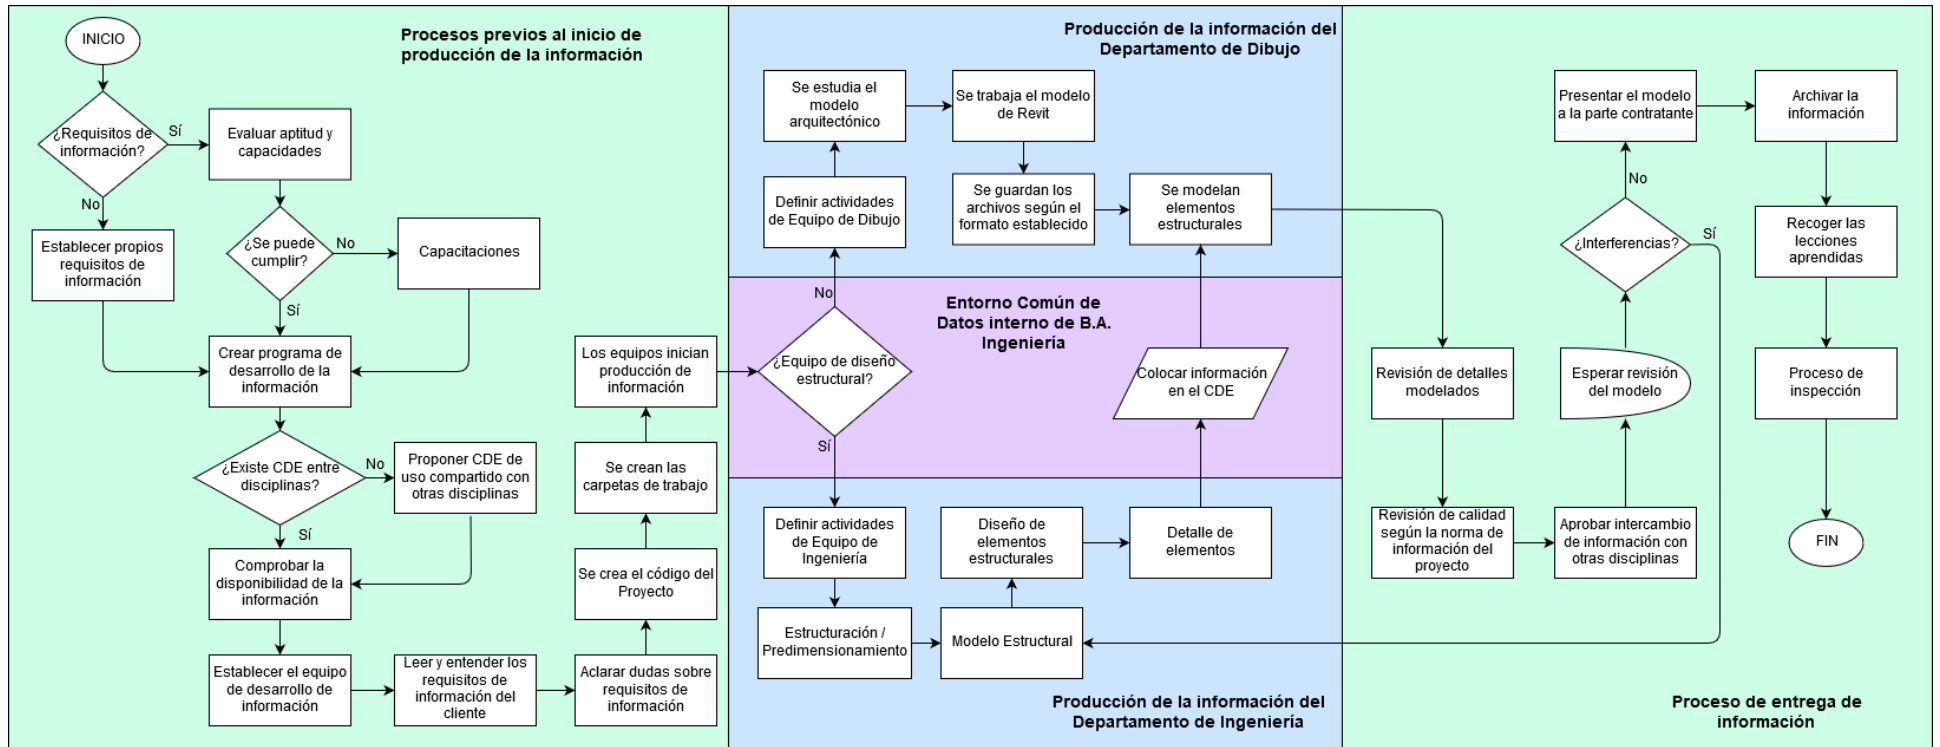 Procesos previos al inicio de
producción de la información
INICIO
¿Requisitos de
información?
Sí
No
Evaluar aptitud y
capacidades
Establecer propios
requisitos de
información
¿Se puede
cumplir?
No
Sí
Capacitaciones
Crear programa de
desarrollo de la
información
¿Existe CDE entre
disciplinas?
No
Sí
Proponer CDE de
uso compartido con
otras disciplinas
Comprobar la
disponibilidad de la
información
Establecer el equipo
de desarrollo de
información
Leer y entender los
requisitos de
información del
cliente
Aclarar dudas sobre
requisitos de
información
Se crea el código del
Proyecto
Se crean las
carpetas de trabajo
Los equipos inician
producción de
información
Producción de la información del
Departamento de Dibujo
Se estudia el
modelo
arquitectónico
Se trabaja el modelo
de Revit
Definir actividades
de Equipo de Dibujo
Se guardan los
archivos según el
formato establecido
Se modelan
elementos
estructurales
No
Entorno Común de
Datos interno de B.A.
Ingeniería
¿Equipo de diseño
estructural?
Sí
Colocar información
en el CDE
Definir actividades
de Equipo de
Ingeniería
Diseño de
elementos
estructurales
Detalle de
elementos
Estructuración /
Predimensionamiento
Modelo Estructural
Producción de la información del
Departamento de Ingeniería
Presentar el modelo
a la parte contratante
Archivar la
información
No
¿Interferencias?
Sí
Recoger las
lecciones
aprendidas
Revisión de detalles
modelados
Esperar revisión
del modelo
Proceso de
inspección
Revisión de calidad
según la norma de
información del
proyecto
Aprobar intercambio
de información con
otras disciplinas
FIN
Proceso de entrega de
información